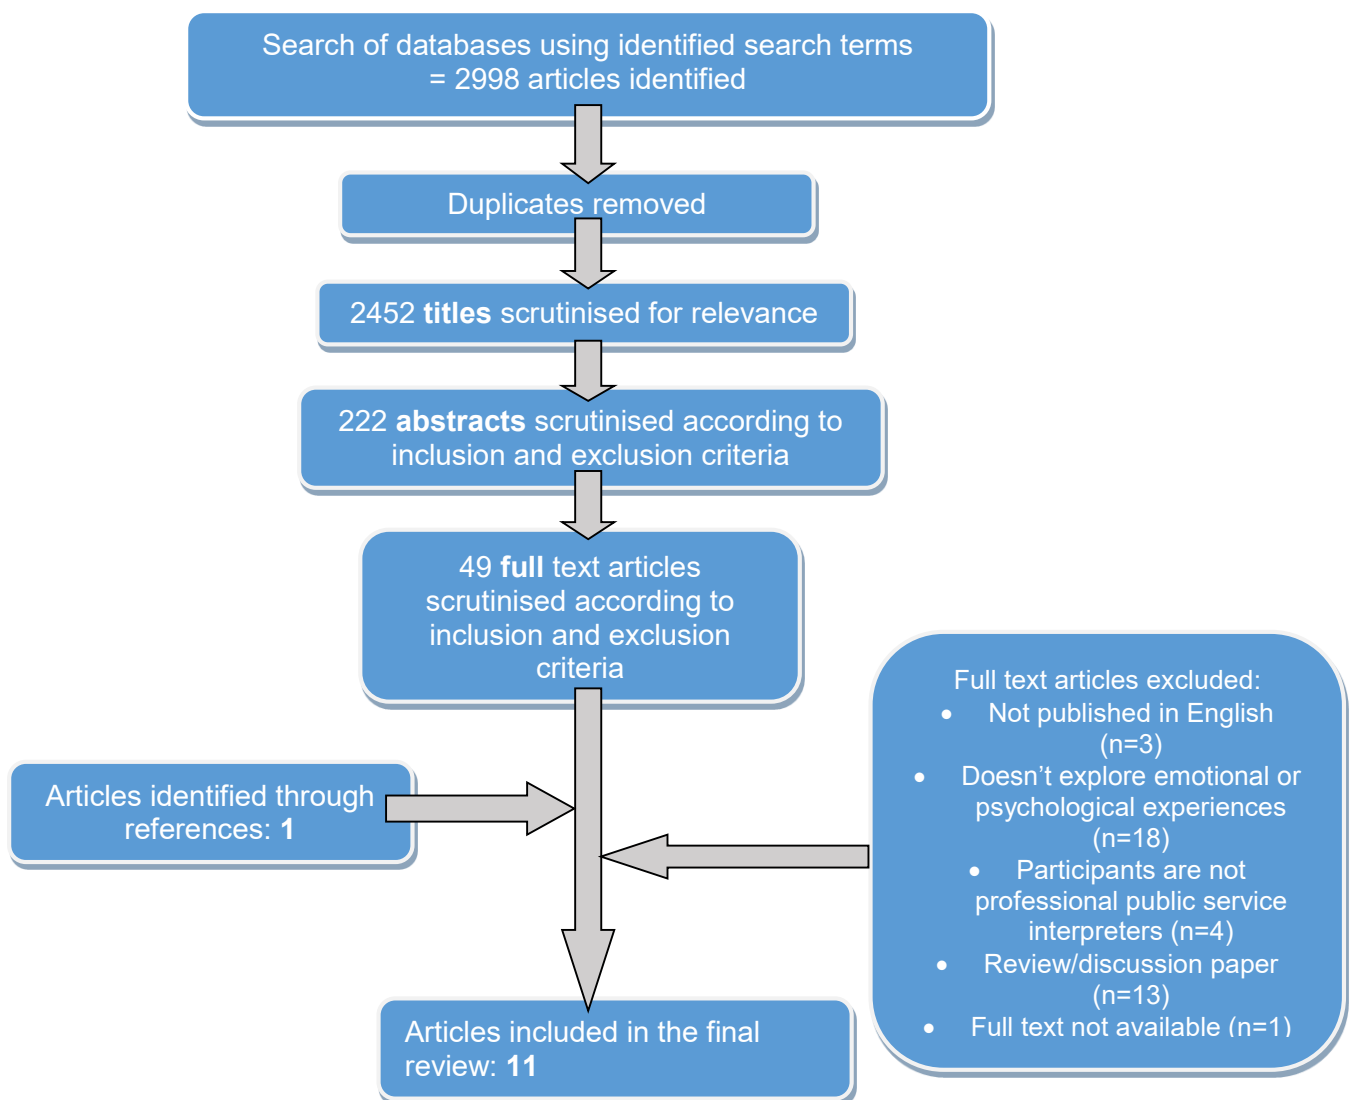 Search of databases using identified search terms
= 2998 articles identified
Duplicates removed
2452 titles scrutinised for relevance
222 abstracts scrutinised according to
inclusion and exclusion criteria
49 full text articles
scrutinised according to
inclusion and exclusion
criteria
Articles identified through
references: 1
Full text articles excluded:
• Not published in English
(n=3)
• Doesn’t explore emotional or
psychological experiences
(n=18)
• Participants are not
professional public service
interpreters (n=4)
• Review/discussion paper
(n=13)
• Full text not available (n=1)
Articles included in the final
review: 11